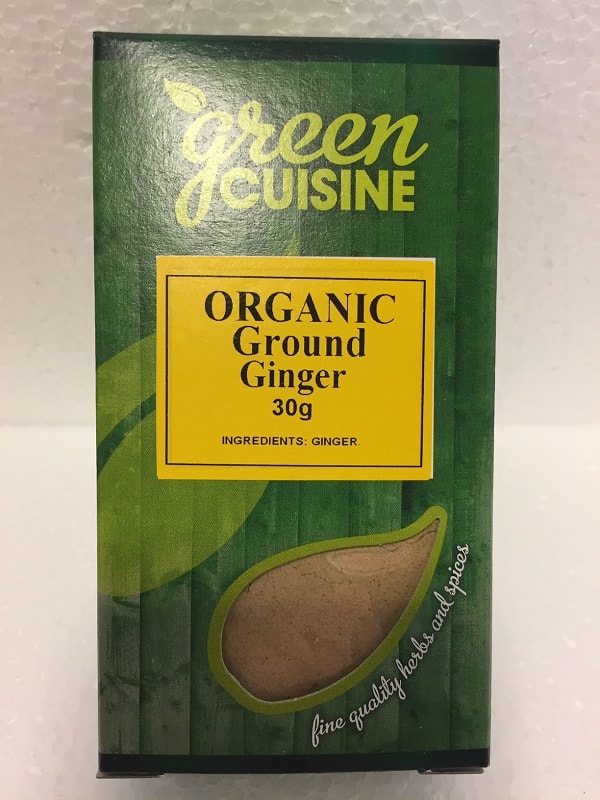 green
CUISINE
ORGANIC
Ground
Ginger
30g
INGREDIENTS: GINGER.
fine quality herbs and spices